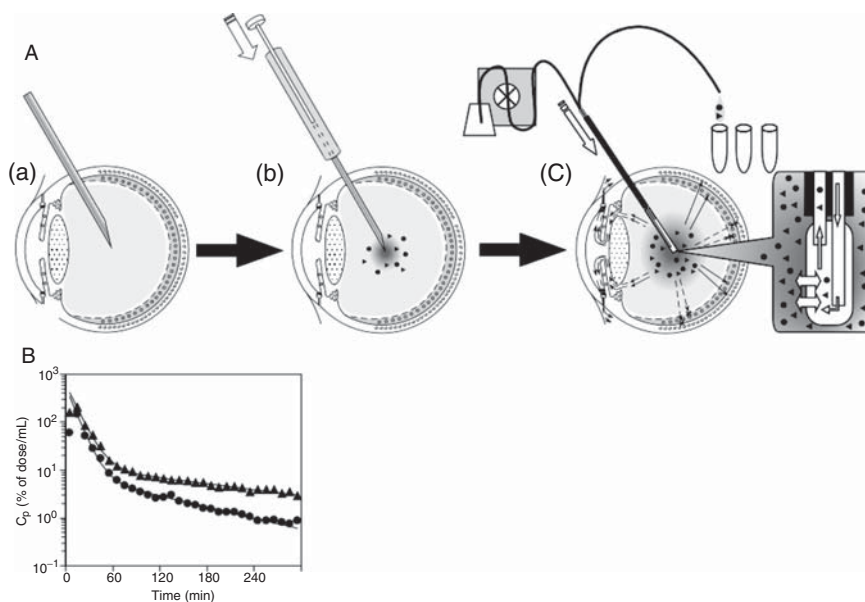 A
(a)
(b)
(C)
B
10³
10²
10¹
10⁰
10⁻¹
Cₚ (% of dose/mL)
0 60 120 180 240
Time (min)